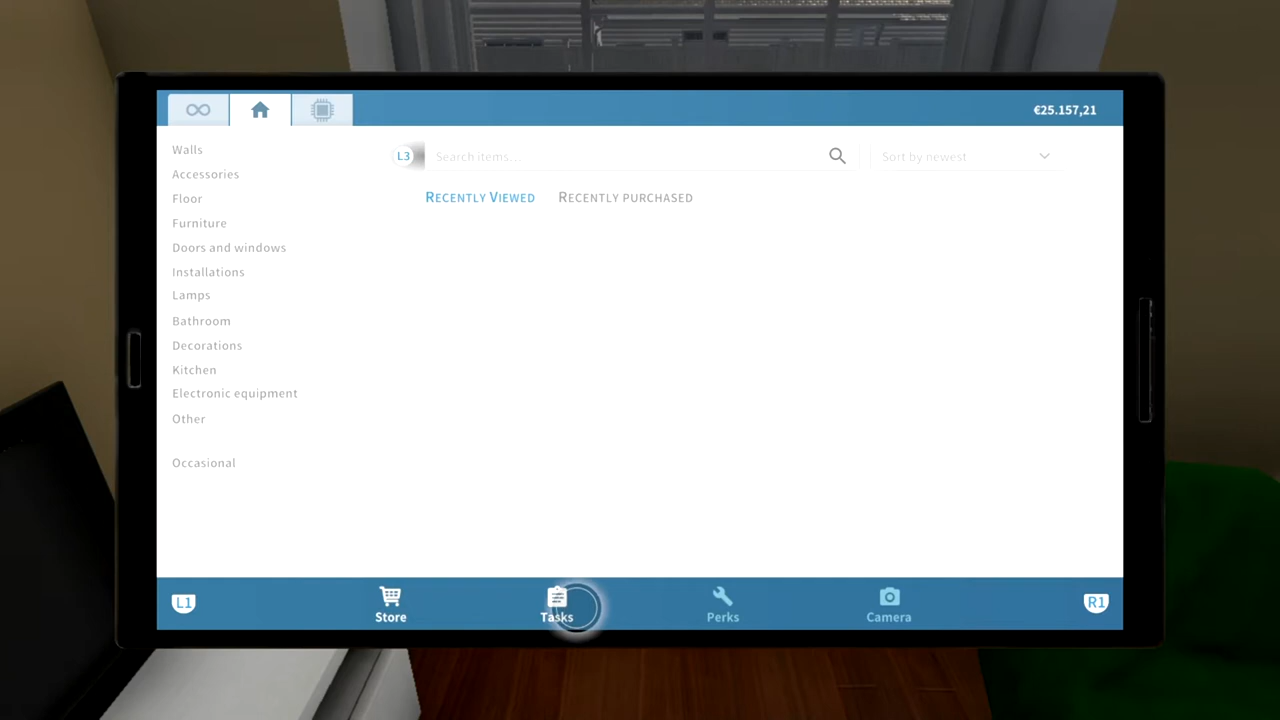 €25.157,21
Walls
Accessories
Floor
Furniture
Doors and windows
Installations
Lamps
Bathroom
Decorations
Kitchen
Electronic equipment
Other
Occasional
L3
Search items...
Sort by newest
RECENTLY VIEWED
RECENTLY PURCHASED
L1
Store
Tasks
Perks
Camera
R1